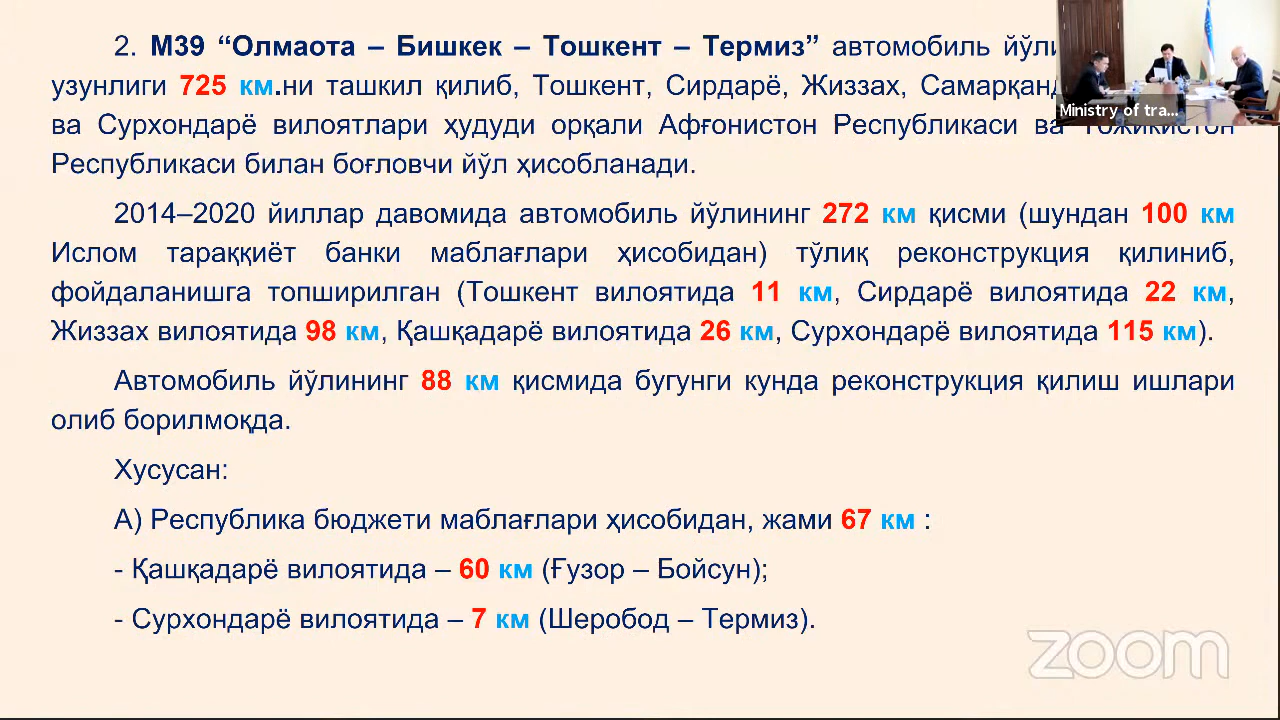 2. М39 “Олмаота – Бишкек – Тошкент – Термиз” автомобиль
узунлиги 725 км.ни ташкил қилиб, Тошкент, Сирдарё, Жиззах,
ва Сурхондарё вилоятлари ҳудуди орқали Афғонистон Республикаси ва Тожикистон
Республикаси билан боғловчи йўл ҳисобланади.
2014–2020 йиллар давомида автомобиль йўлининг 272 км қисми (шундан 100 км
Ислом тараққиёт банки маблағлари ҳисобидан) тўлиқ реконструкция қилиниб,
фойдаланишга топширилган (Тошкент вилоятида 11 км, Сирдарё вилоятида 22 км,
Жиззах вилоятида 98 км, Қашқадарё вилоятида 26 км, Сурхондарё вилоятида 115 км).
Автомобиль йўлининг 88 км қисмида бугунги кунда реконструкция қилиш ишлари
олиб борилмоқда.
Хусусан:
А) Республика бюджети маблағлари ҳисобидан, жами 67 км :
- Қашқадарё вилоятида – 60 км (Ғузор – Бойсун);
- Сурхондарё вилоятида – 7 км (Шеробод – Термиз).
Ministry of tra...
zoom